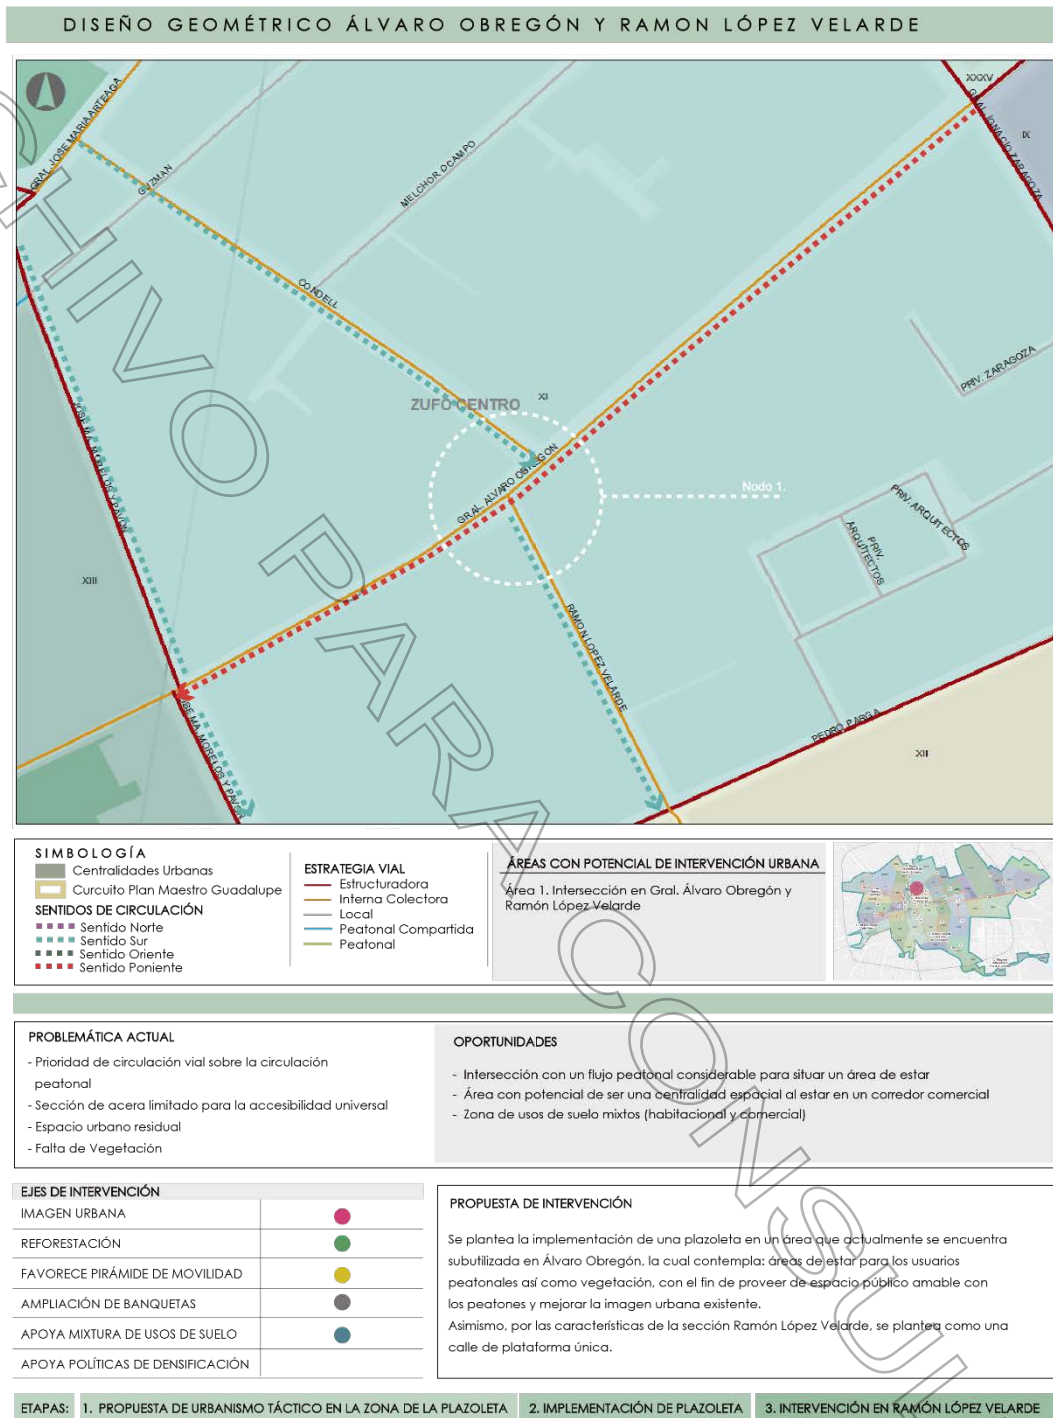 DISEÑO GEOMÉTRICO ÁLVARO OBREGÓN Y RAMON LÓPEZ VELARDE
GRAL. JOSE MARIA ARTEAGA
GUZMAN
MELCHOR OCAMPO
XXXV
GRAL. IGNACIO ZARAGOZA
IX
CONDELL
ZUFO CENTRO
XI
PRIV. ZARAGOZA
JOSE MA. MORELOS Y PAVON
GRAL. ALVARO OBREGON
Nodo 1.
PRIV. ARQUITECTOS
PRIV.
ARQUITECTOS
XIII
RAMON LOPEZ VELARDE
JOSE MA. MORELOS Y PAVON
PEDRO PARGA
XII
SIMBOLOGÍA
Centralidades Urbanas
Curcuito Plan Maestro Guadalupe
SENTIDOS DE CIRCULACIÓN
Sentido Norte
Sentido Sur
Sentido Oriente
Sentido Poniente
ESTRATEGIA VIAL
Estructuradora
Interna Colectora
Local
Peatonal Compartida
Peatonal
ÁREAS CON POTENCIAL DE INTERVENCIÓN URBANA
Área 1. Intersección en Gral. Álvaro Obregón y
Ramón López Velarde
PROBLEMÁTICA ACTUAL
- Prioridad de circulación vial sobre la circulación
peatonal
- Sección de acera limitado para la accesibilidad universal
- Espacio urbano residual
- Falta de Vegetación
OPORTUNIDADES
- Intersección con un flujo peatonal considerable para situar un área de estar
- Área con potencial de ser una centralidad espacial al estar en un corredor comercial
- Zona de usos de suelo mixtos (habitacional y comercial)
EJES DE INTERVENCIÓN
IMAGEN URBANA
REFORESTACIÓN
FAVORECE PIRÁMIDE DE MOVILIDAD
AMPLIACIÓN DE BANQUETAS
APOYA MIXTURA DE USOS DE SUELO
APOYA POLÍTICAS DE DENSIFICACIÓN
PROPUESTA DE INTERVENCIÓN
Se plantea la implementación de una plazoleta en un área que actualmente se encuentra
subutilizada en Álvaro Obregón, la cual contempla: áreas de estar para los usuarios
peatonales así como vegetación, con el fin de proveer de espacio público amable con
los peatones y mejorar la imagen urbana existente.
Asimismo, por las características de la sección Ramón López Velarde, se plantea como una
calle de plataforma única.
ETAPAS: 1. PROPUESTA DE URBANISMO TÁCTICO EN LA ZONA DE LA PLAZOLETA 2. IMPLEMENTACIÓN DE PLAZOLETA 3. INTERVENCIÓN EN RAMÓN LÓPEZ VELARDE
CHIVO PARA CONSUL